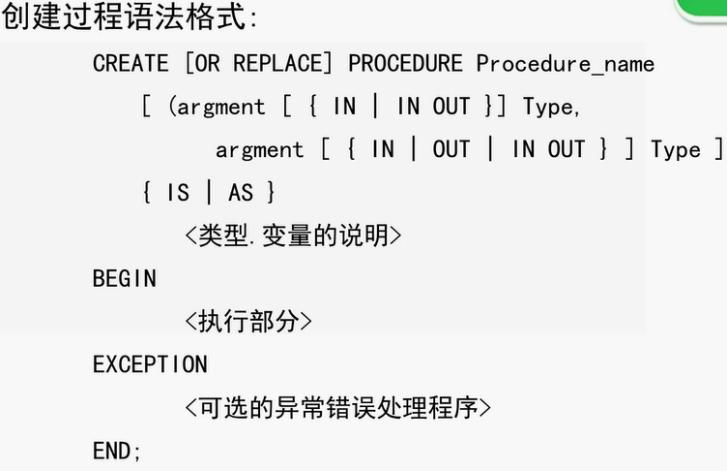 创建过程语法格式:
CREATE [OR REPLACE] PROCEDURE Procedure_name
[ (argment [ { IN | IN OUT }] Type,
argment [ { IN | OUT | IN OUT } ] Type ]
{ IS | AS }
<类型.变量的说明>
BEGIN
<执行部分>
EXCEPTION
<可选的异常错误处理程序>
END;